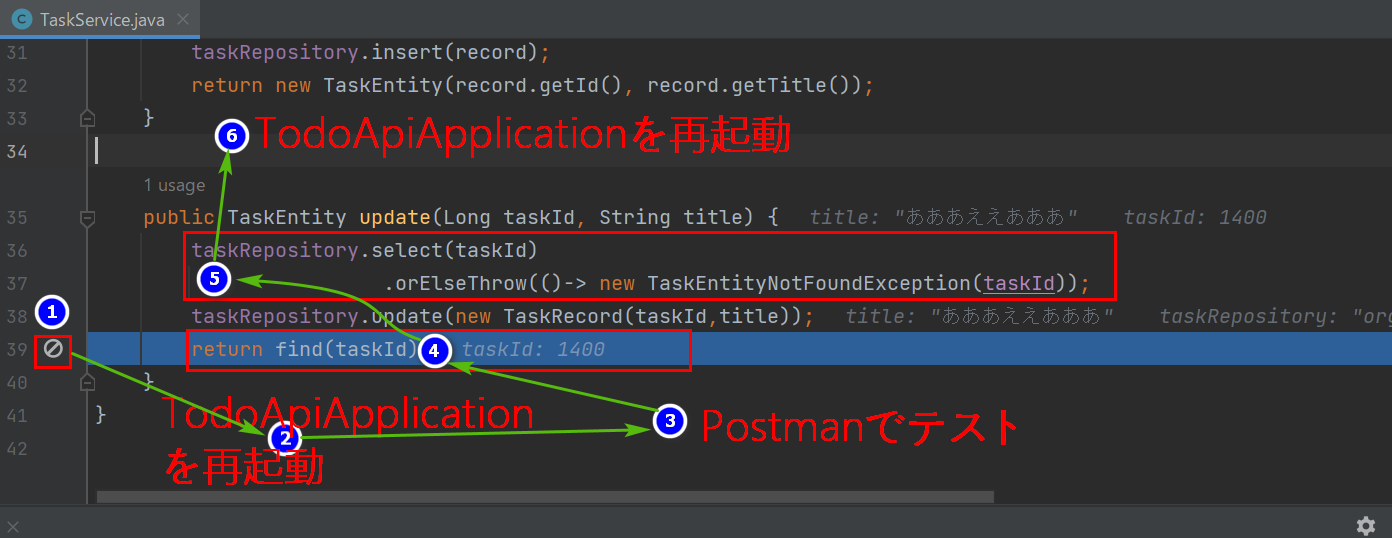 TaskService.java
31 taskRepository.insert(record);
32 return new TaskEntity(record.getId(), record.getTitle());
33 }
6 TodoApiApplicationを再起動
34
1 usage
35 public TaskEntity update(Long taskId, String title) { title: "あああええあああ" taskId: 1400
36 taskRepository.select(taskId)
5
37 .orElseThrow(()-> new TaskEntityNotFoundException(taskId));
1
38 taskRepository.update(new TaskRecord(taskId,title)); title: "あああええあああ" taskRepository: "org
39 return find(taskId) 4 taskId: 1400
40 }
41 }
TodoApiApplication
2
を再起動
3 Postmanでテスト
42